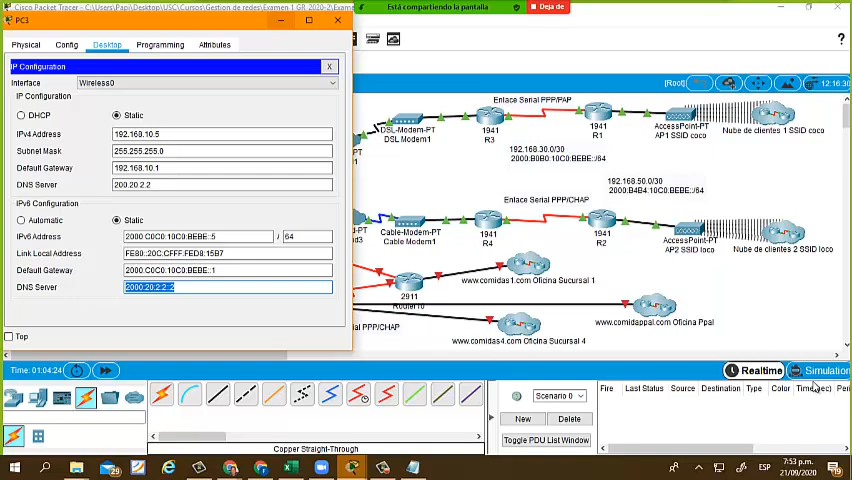 Cisco Packet Tracer - C:\Users\Papi\Desktop\USC\Cursos\Gestion de redes\Examen 1 GR 2020-2\
Está compartiendo la pantalla
Deja de
PC3
Physical Config Desktop Programming Attributes
IP Configuration X
Interface Wireless0
IP Configuration
DHCP Static
IPv4 Address 192.168.10.5
Subnet Mask 255.255.255.0
Default Gateway 192.168.10.1
DNS Server 200.20.2.2
IPv6 Configuration
Automatic Static
IPv6 Address 2000:C0C0:10C0:BEBE::5 / 64
Link Local Address FE80::20C:CFFF:FED8:15B7
Default Gateway 2000:C0C0:10C0:BEBE::1
DNS Server 2000:20:2:2::2
Top
?
[Root] 12:16:30
Enlace Serial PPP/PAP
DSL-Modem-PT
DSL Modem1
1941
R3
1941
R1
AccessPoint-PT
AP1 SSID coco
Nube de clientes 1 SSID coco
192.168.30.0/30
2000:B0B0:10C0:BEBE::/64
192.168.50.0/30
2000:B4B4:10C0:BEBE::/64
Enlace Serial PPP/CHAP
Cable-Modem-PT
Cable Modem1
1941
R4
1941
R2
AccessPoint-PT
AP2 SSID loco
Nube de clientes 2 SSID loco
2911
Router10
www.comidas1.com Oficina Sucursal 1
PPP/CHAP
www.comidappal.com Oficina Ppal
www.comidas4.com Oficina Sucursal 4
Time: 01:04:24
Realtime Simulation
Scenario 0
New Delete
Toggle PDU List Window
Fire Last Status Source Destination Type Color Time(sec)
Copper Straight-Through
28
ESP
7:53 p.m.
21/09/2020